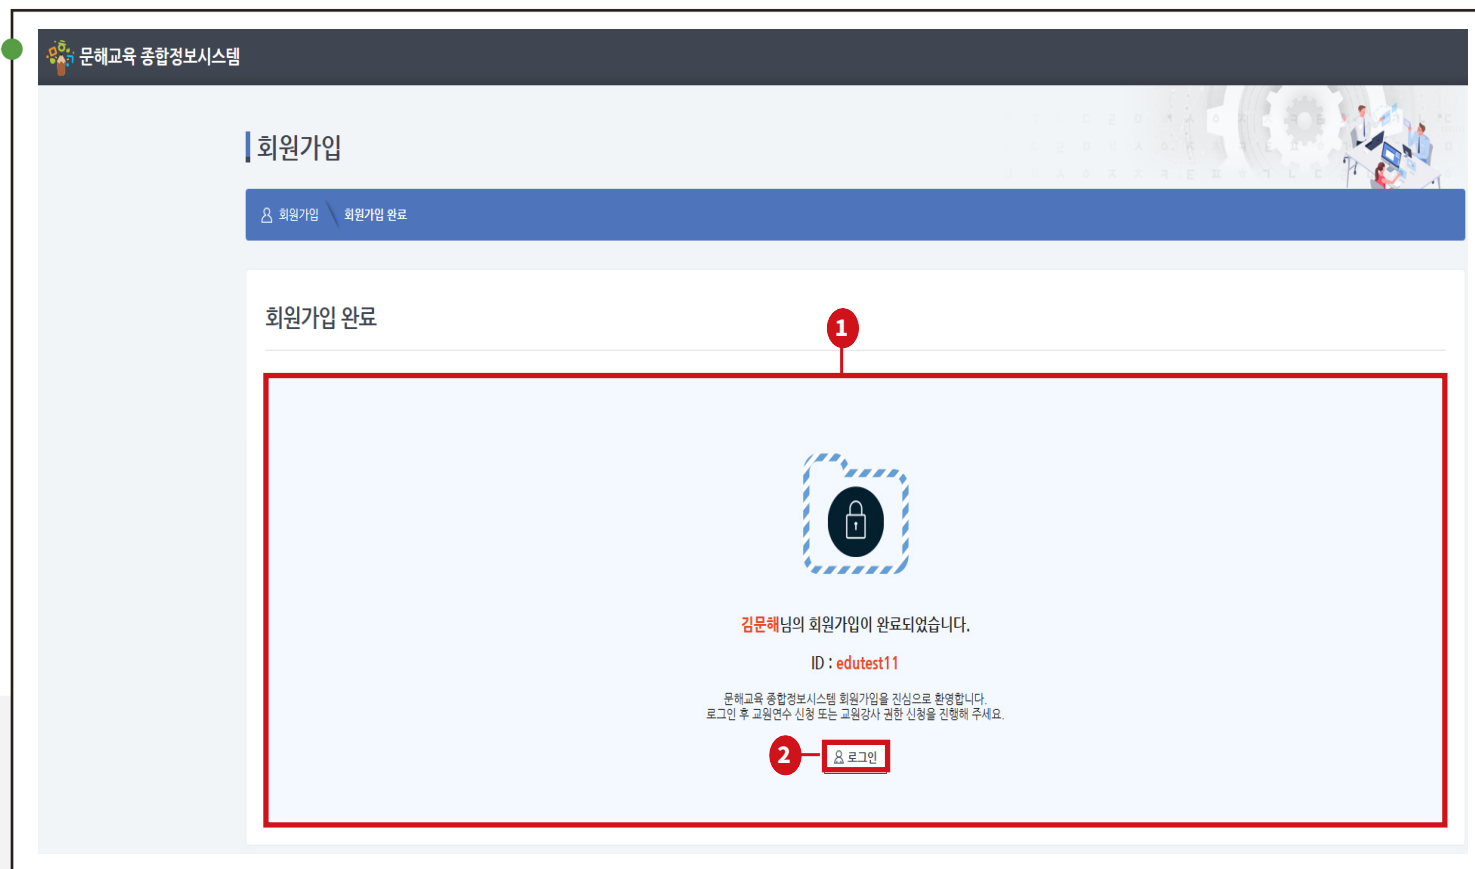 문해교육 종합정보시스템
회원가입
회원가입 회원가입 완료
회원가입 완료
1
김문해님의 회원가입이 완료되었습니다.
ID : edutest11
문해교육 종합정보시스템 회원가입을 진심으로 환영합니다.
로그인 후 교원연수 신청 또는 교원강사 권한 신청을 진행해 주세요.
2 로그인